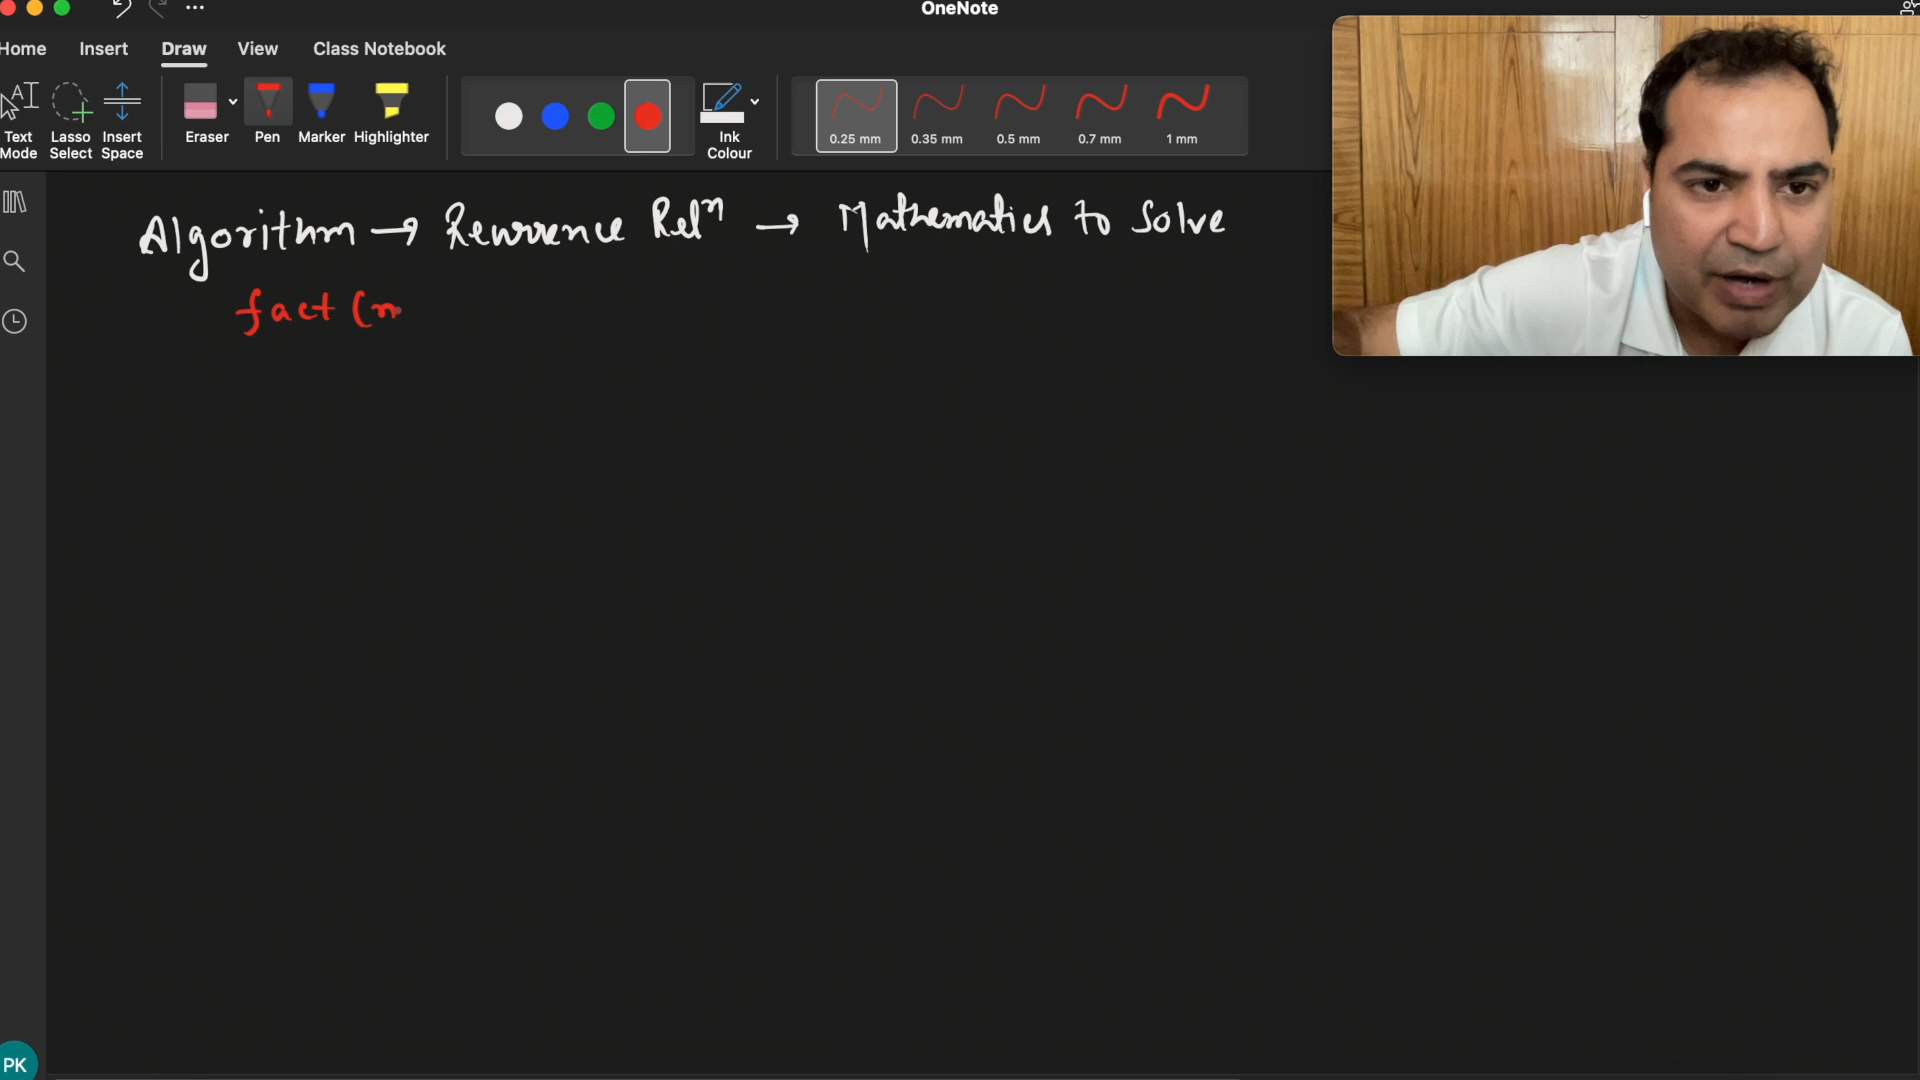 OneNote
Home Insert Draw View Class Notebook
Text Mode Lasso Select Insert Space Eraser Pen Marker Highlighter Ink Colour 0.25 mm 0.35 mm 0.5 mm 0.7 mm 1 mm
Algorithm → Recurrence Relⁿ → Mathematics to Solve
fact (n
PK